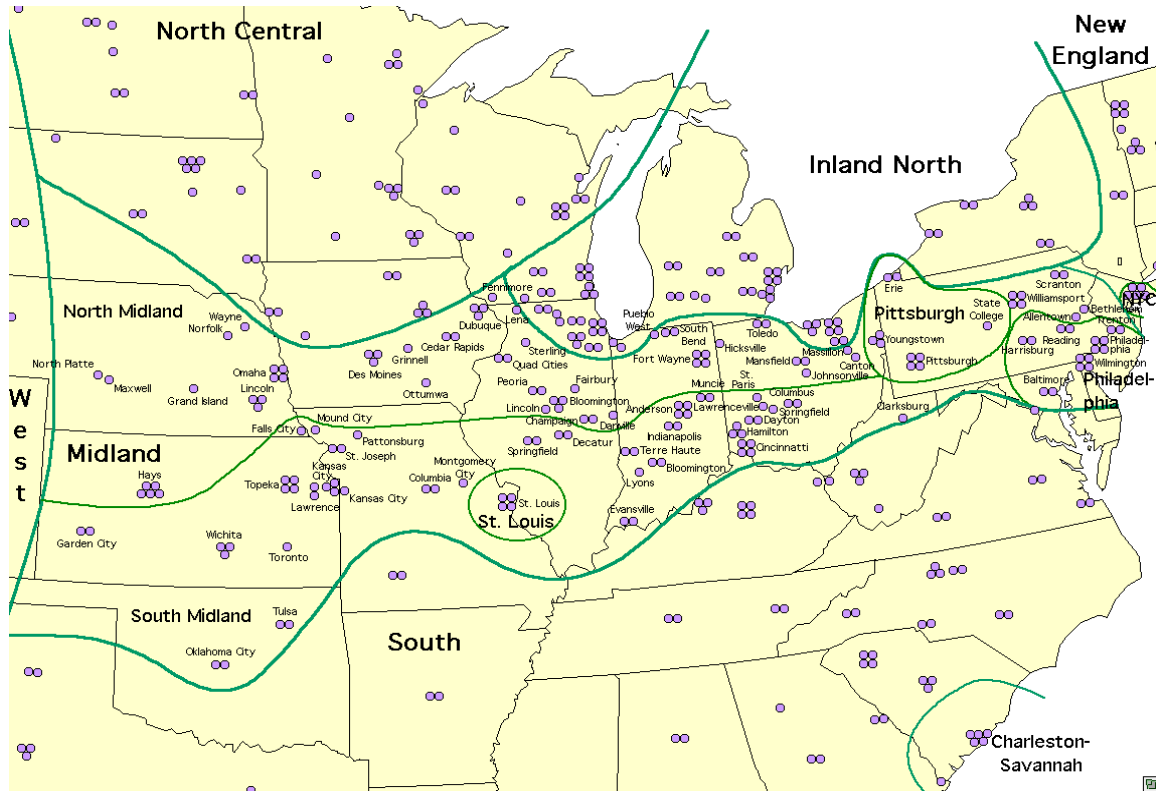 North Central
New
England
Inland North
North Midland
Wayne
Norfolk
North Platte
Maxwell
Grand Island
Omaha
Lincoln
Fennimore
Dubuque
Lena
Cedar Rapids
Grinnell
Des Moines
Ottumwa
Sterling
Quad Cities
Pueblo
West
South
Bend
Fort Wayne
Toledo
Hicksville
Mansfield
Massillon
Canton
Johnsonville
Erie
Pittsburgh
State
College
Youngstown
Pittsburgh
Scranton
Williamsport
Allentown
Bethlehem
NYC
Trenton
Reading
Harrisburg
Philadel-
phia
Wilmington
Baltimore
Philadel-
phia
Clarksburg
W
e
s
t
Midland
Falls City
Mound City
Pattonsburg
St. Joseph
Hays
Topeka
Kansas
City
Lawrence
Kansas City
Columbia
Montgomery
City
Peoria
Fairbury
Lincoln
Bloomington
Champaign
Danville
Decatur
Springfield
St. Louis
St. Louis
Muncie
St.
Paris
Anderson
Lawrenceville
Columbus
Springfield
Dayton
Indianapolis
Hamilton
Cincinnatti
Terre Haute
Bloomington
Lyons
Evansville
Garden City
Wichita
Toronto
South Midland
Tulsa
Oklahoma City
South
Charleston-
Savannah